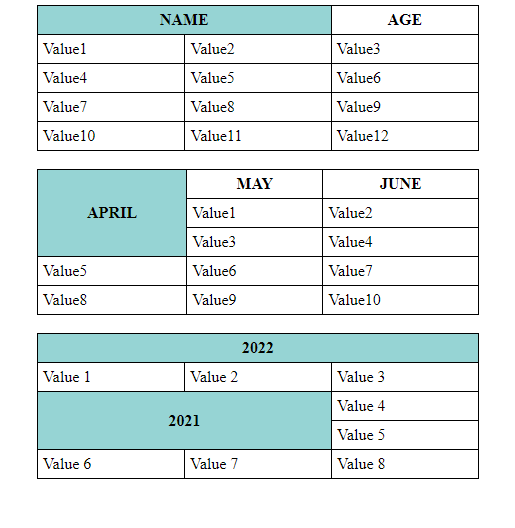 NAME AGE
Value1 Value2 Value3
Value4 Value5 Value6
Value7 Value8 Value9
Value10 Value11 Value12
APRIL MAY JUNE
Value1 Value2
Value3 Value4
Value5 Value6 Value7
Value8 Value9 Value10
2022
Value 1 Value 2 Value 3
2021 Value 4
Value 5
Value 6 Value 7 Value 8